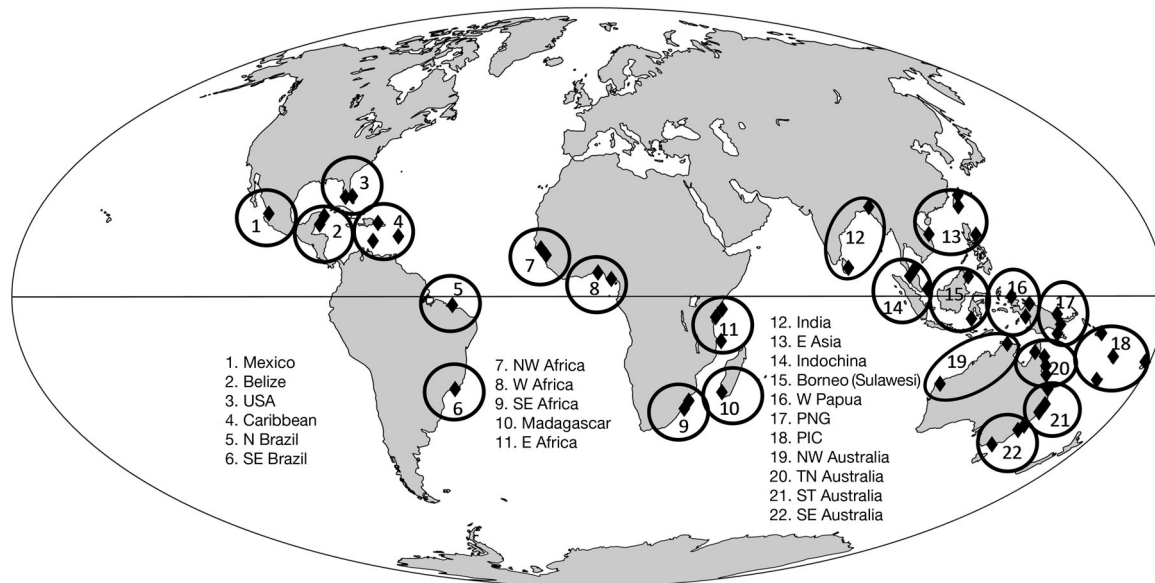 1
2
3
4
5
6
7
8
9
10
11
12
13
14
15
16
17
18
19
20
21
22
1. Mexico
2. Belize
3. USA
4. Caribbean
5. N Brazil
6. SE Brazil
7. NW Africa
8. W Africa
9. SE Africa
10. Madagascar
11. E Africa
12. India
13. E Asia
14. Indochina
15. Borneo (Sulawesi)
16. W Papua
17. PNG
18. PIC
19. NW Australia
20. TN Australia
21. ST Australia
22. SE Australia